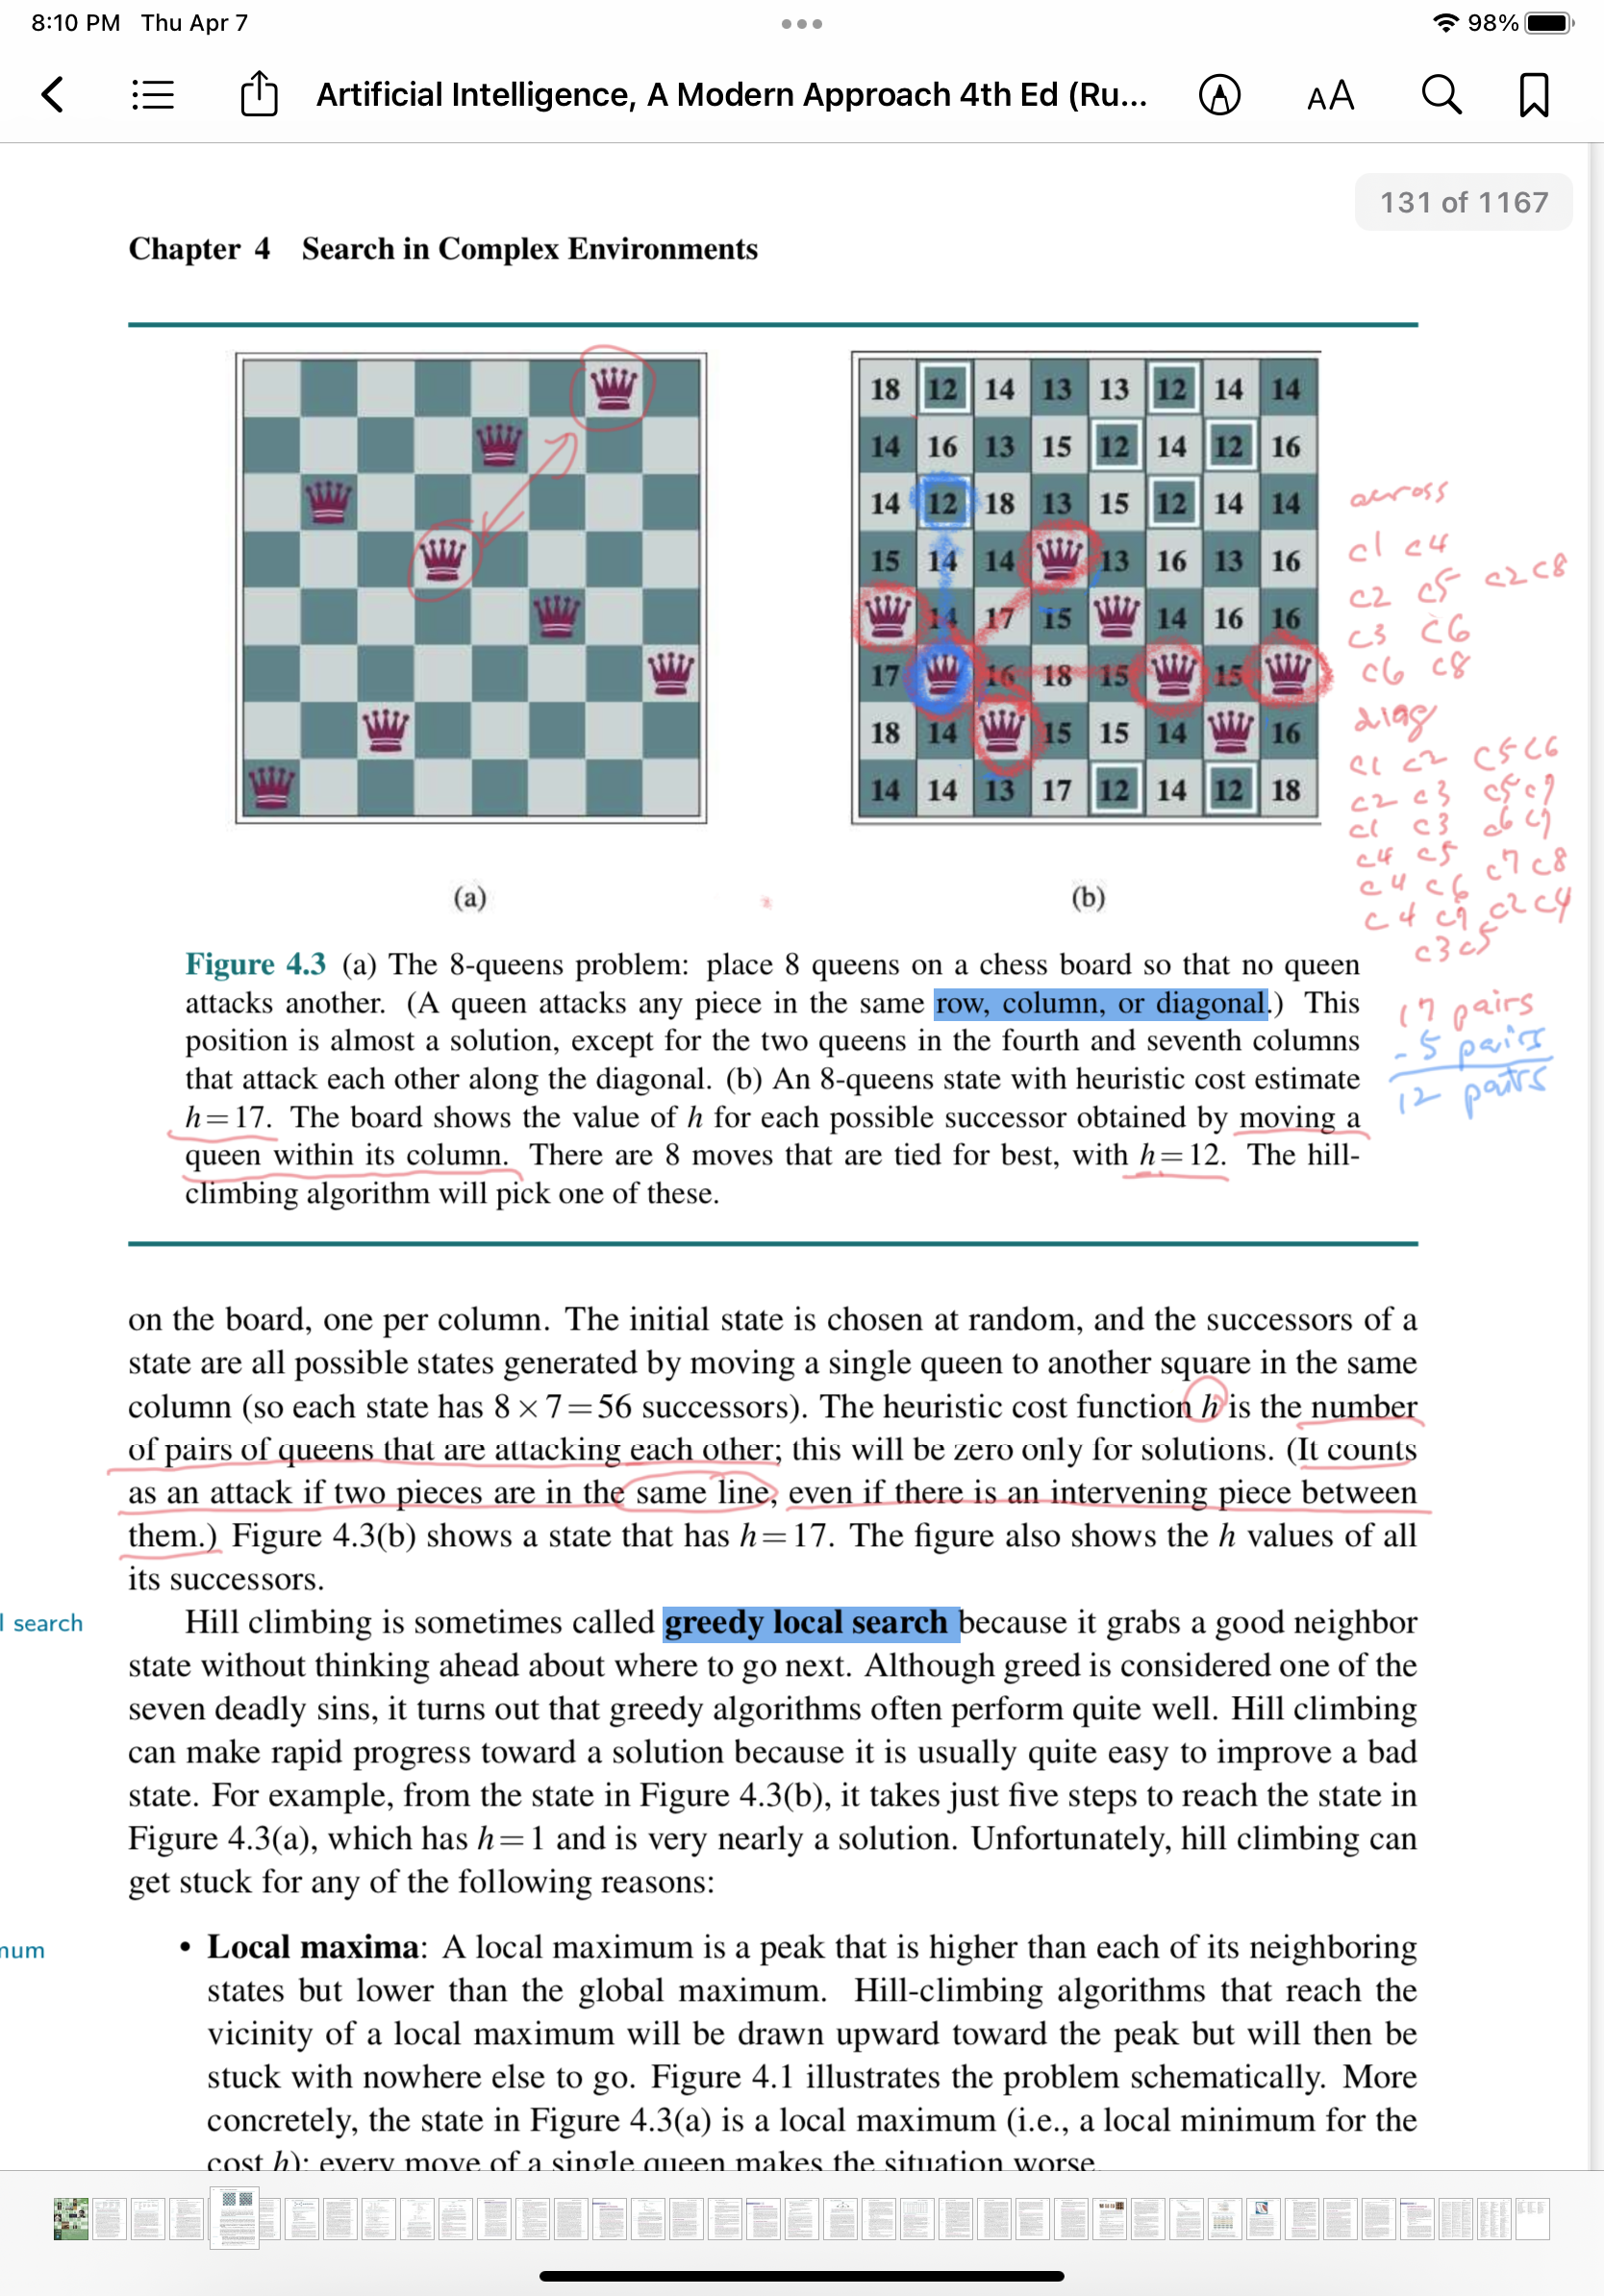 8:10 PM Thu Apr 7
98%
Artificial Intelligence, A Modern Approach 4th Ed (Ru...
AA
131 of 1167
Chapter 4 Search in Complex Environments
18 12 14 13 13 12 14 14
14 16 13 15 12 14 12 16
14 12 18 13 15 12 14 14
15 14 14 13 16 13 16
14 17 15 14 16 16
17 16 18 15 15
18 14 15 15 14 16
14 14 13 17 12 14 12 18
across
c1 c4
c2 c5 c2 c8
c3 c6
c6 c8
diag
c1 c2 c5 c6
c2 c3 c5 c7
c1 c3 c6 c7
c4 c5 c7 c8
c4 c6 c2 c4
c4 c7
c3 c5
17 pairs
- 5 pairs
12 pairs
(a)
(b)
Figure 4.3 (a) The 8-queens problem: place 8 queens on a chess board so that no queen
attacks another. (A queen attacks any piece in the same row, column, or diagonal.) This
position is almost a solution, except for the two queens in the fourth and seventh columns
that attack each other along the diagonal. (b) An 8-queens state with heuristic cost estimate
h=17. The board shows the value of h for each possible successor obtained by moving a
queen within its column. There are 8 moves that are tied for best, with h=12. The hill-
climbing algorithm will pick one of these.
on the board, one per column. The initial state is chosen at random, and the successors of a
state are all possible states generated by moving a single queen to another square in the same
column (so each state has 8×7=56 successors). The heuristic cost function h is the number
of pairs of queens that are attacking each other; this will be zero only for solutions. (It counts
as an attack if two pieces are in the same line, even if there is an intervening piece between
them.) Figure 4.3(b) shows a state that has h=17. The figure also shows the h values of all
its successors.
l search
Hill climbing is sometimes called greedy local search because it grabs a good neighbor
state without thinking ahead about where to go next. Although greed is considered one of the
seven deadly sins, it turns out that greedy algorithms often perform quite well. Hill climbing
can make rapid progress toward a solution because it is usually quite easy to improve a bad
state. For example, from the state in Figure 4.3(b), it takes just five steps to reach the state in
Figure 4.3(a), which has h=1 and is very nearly a solution. Unfortunately, hill climbing can
get stuck for any of the following reasons:
num
• Local maxima: A local maximum is a peak that is higher than each of its neighboring
states but lower than the global maximum. Hill-climbing algorithms that reach the
vicinity of a local maximum will be drawn upward toward the peak but will then be
stuck with nowhere else to go. Figure 4.1 illustrates the problem schematically. More
concretely, the state in Figure 4.3(a) is a local maximum (i.e., a local minimum for the
cost h); every move of a single queen makes the situation worse.